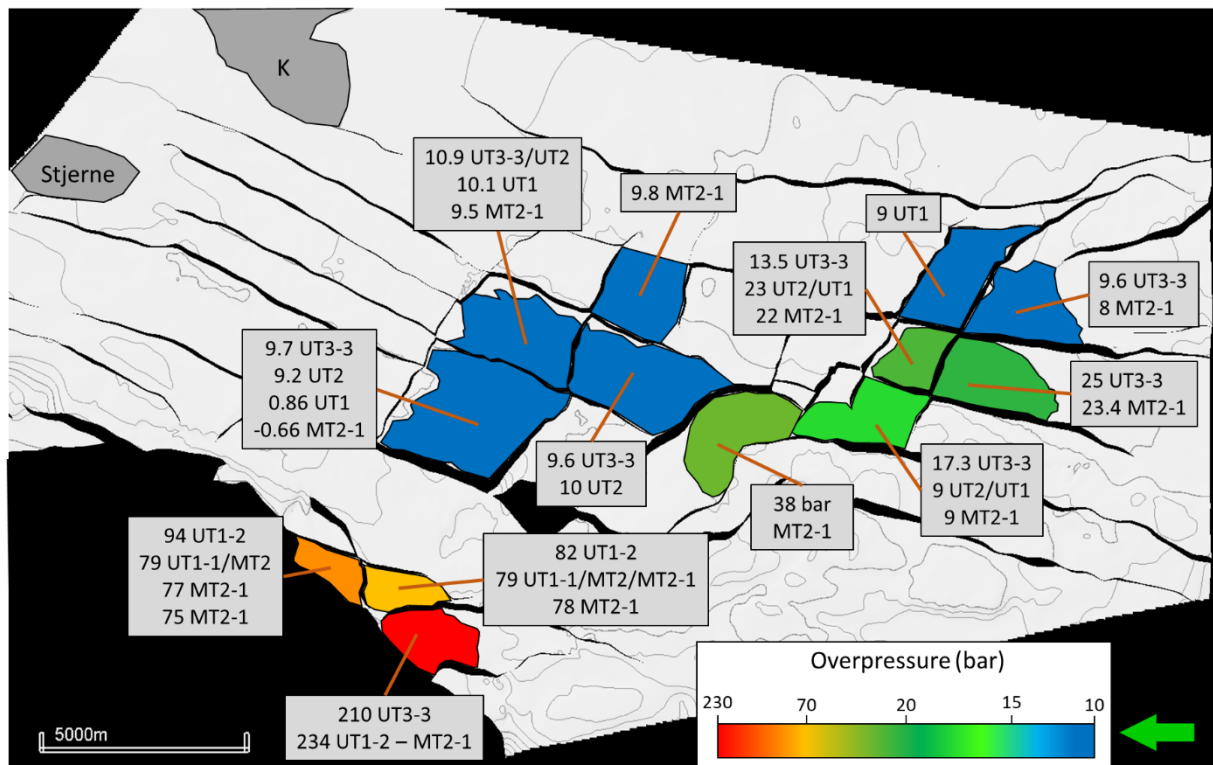 K
Stjerne
10.9 UT3-3/UT2
10.1 UT1
9.5 MT2-1
9.8 MT2-1
9 UT1
13.5 UT3-3
23 UT2/UT1
22 MT2-1
9.6 UT3-3
8 MT2-1
9.7 UT3-3
9.2 UT2
0.86 UT1
-0.66 MT2-1
25 UT3-3
23.4 MT2-1
9.6 UT3-3
10 UT2
38 bar
MT2-1
17.3 UT3-3
9 UT2/UT1
9 MT2-1
94 UT1-2
79 UT1-1/MT2
77 MT2-1
75 MT2-1
82 UT1-2
79 UT1-1/MT2/MT2-1
78 MT2-1
210 UT3-3
234 UT1-2 – MT2-1
5000m
Overpressure (bar)
230 70 20 15 10